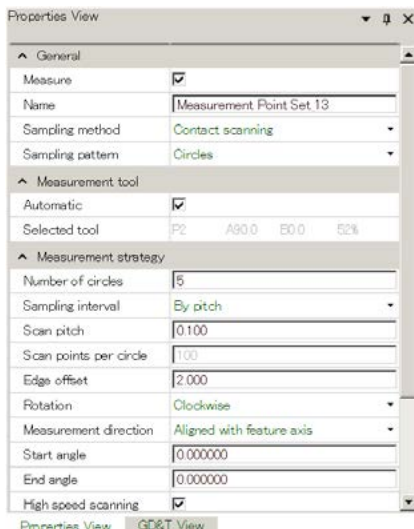 Properties View
General
Measure
Name Measurement Point Set 13
Sampling method Contact scanning
Sampling pattern Circles
Measurement tool
Automatic
Selected tool P2 A90.0 B0.0 52%
Measurement strategy
Number of circles 5
Sampling interval By pitch
Scan pitch 0.100
Scan points per circle 100
Edge offset 2.000
Rotation Clockwise
Measurement direction Aligned with feature axis
Start angle 0.000000
End angle 0.000000
High speed scanning
Properties View GD&T View